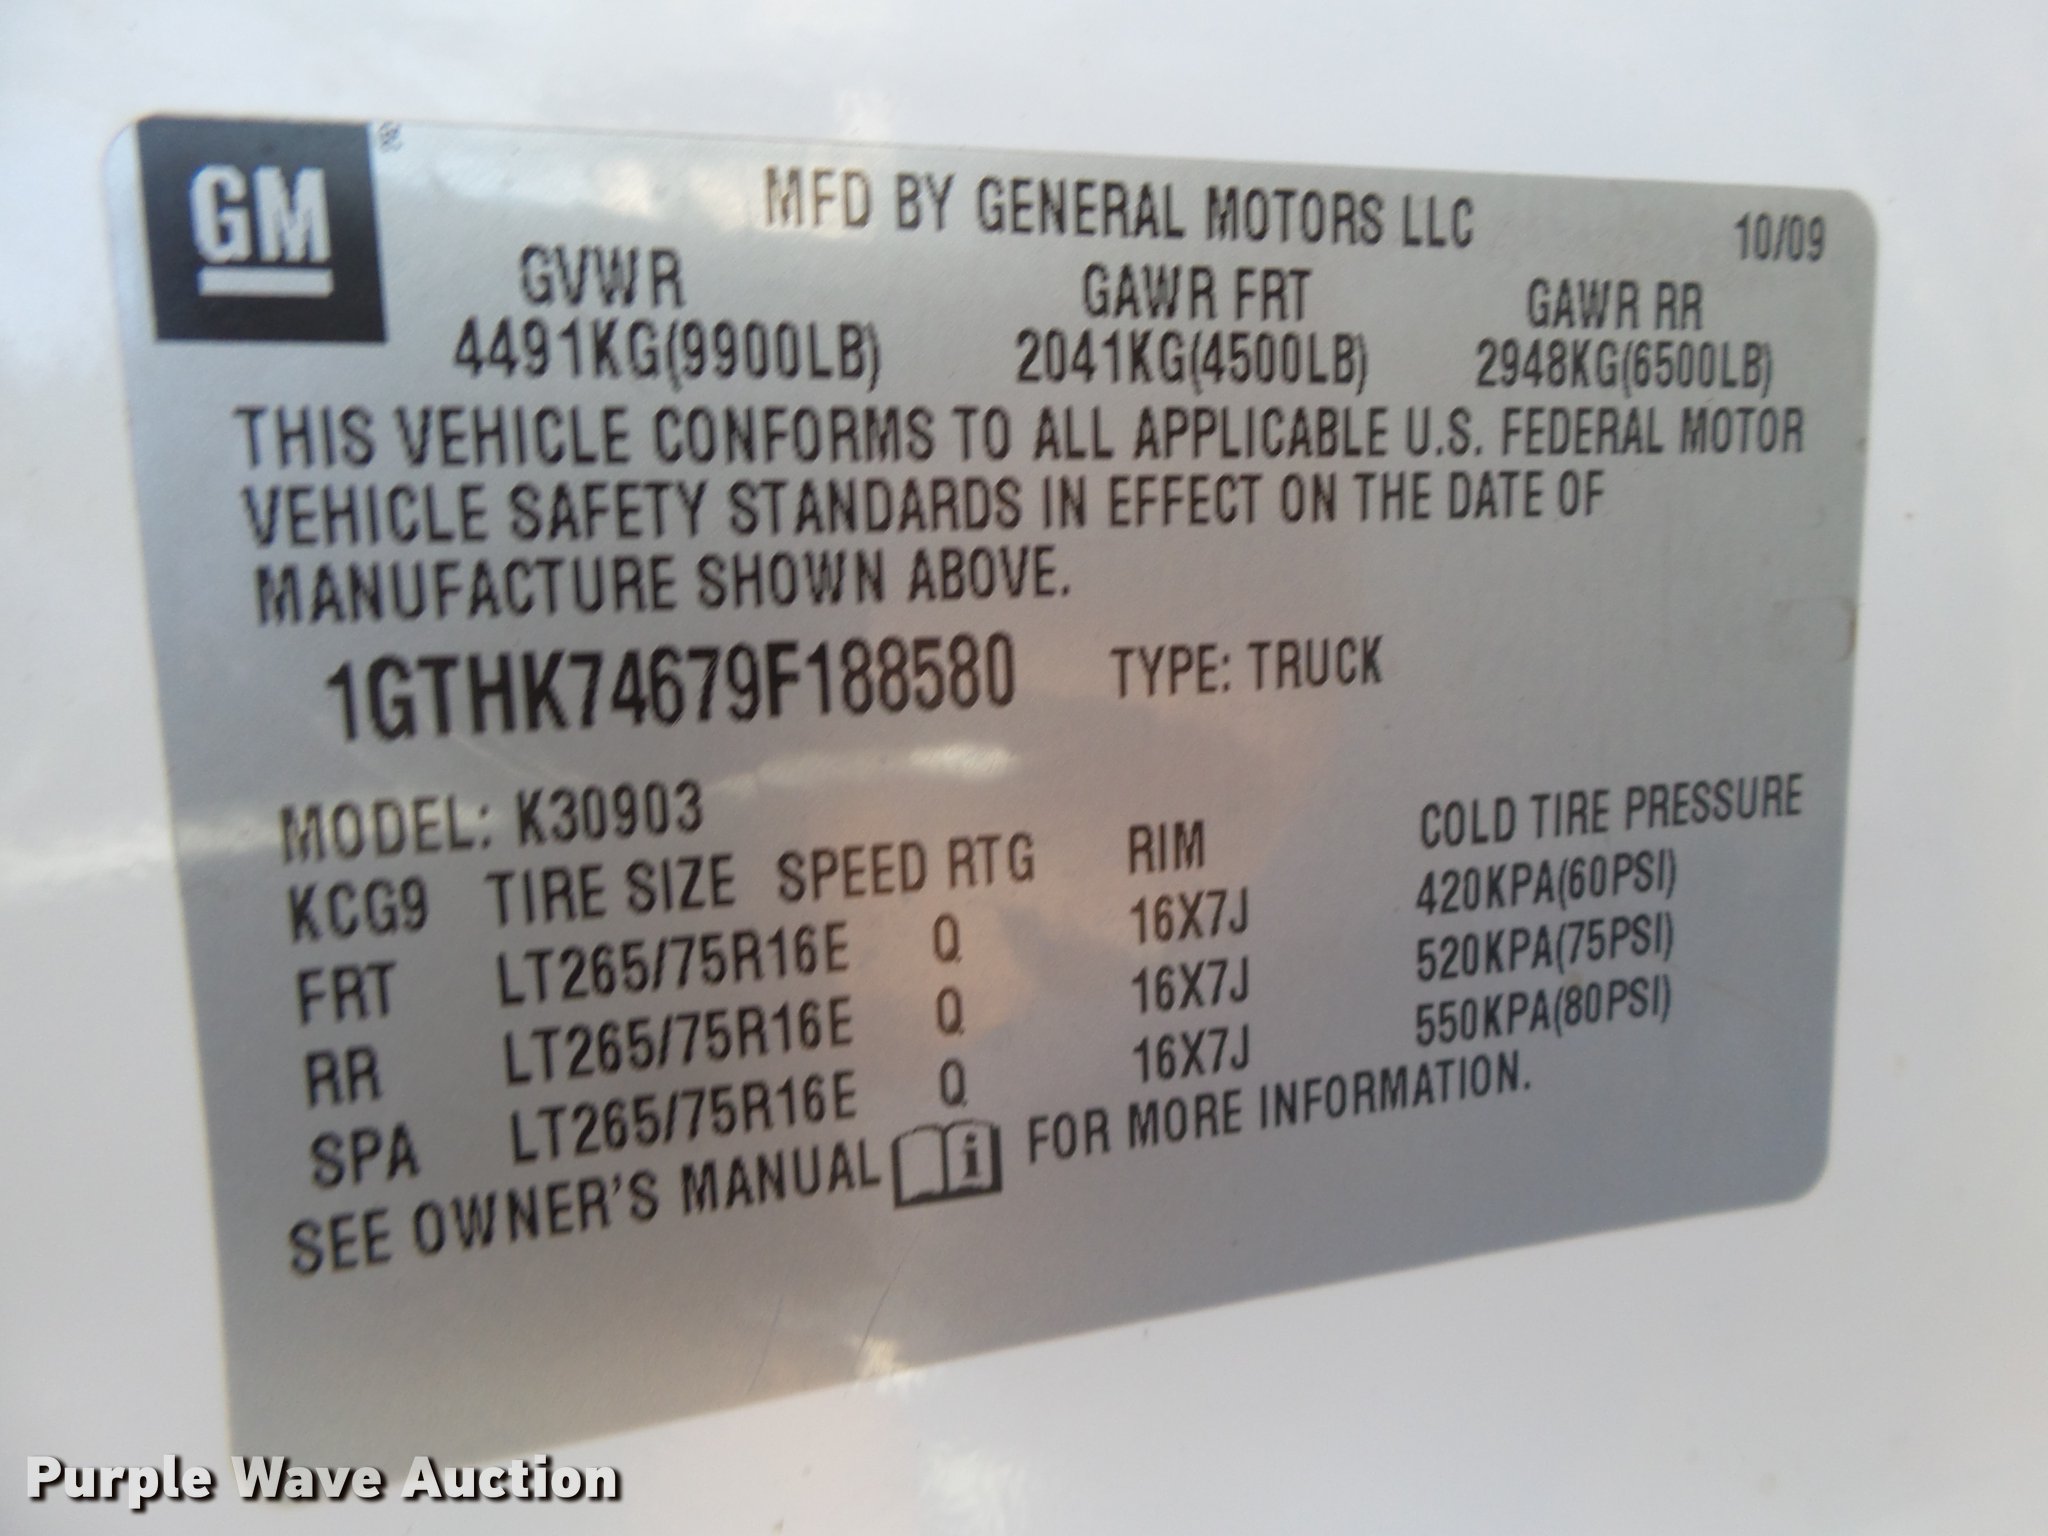 GM
MFD BY GENERAL MOTORS LLC 10/09
GVWR GAWR FRT GAWR RR
4491KG(9900LB) 2041KG(4500LB) 2948KG(6500LB)
THIS VEHICLE CONFORMS TO ALL APPLICABLE U.S. FEDERAL MOTOR
VEHICLE SAFETY STANDARDS IN EFFECT ON THE DATE OF
MANUFACTURE SHOWN ABOVE.
1GTHK74679F188580 TYPE: TRUCK
MODEL: K30903
KCG9 TIRE SIZE SPEED RTG RIM COLD TIRE PRESSURE
FRT LT265/75R16E Q 16X7J 420KPA(60PSI)
RR LT265/75R16E Q 16X7J 520KPA(75PSI)
SPA LT265/75R16E Q 16X7J 550KPA(80PSI)
SEE OWNER'S MANUAL i FOR MORE INFORMATION.
Purple Wave Auction